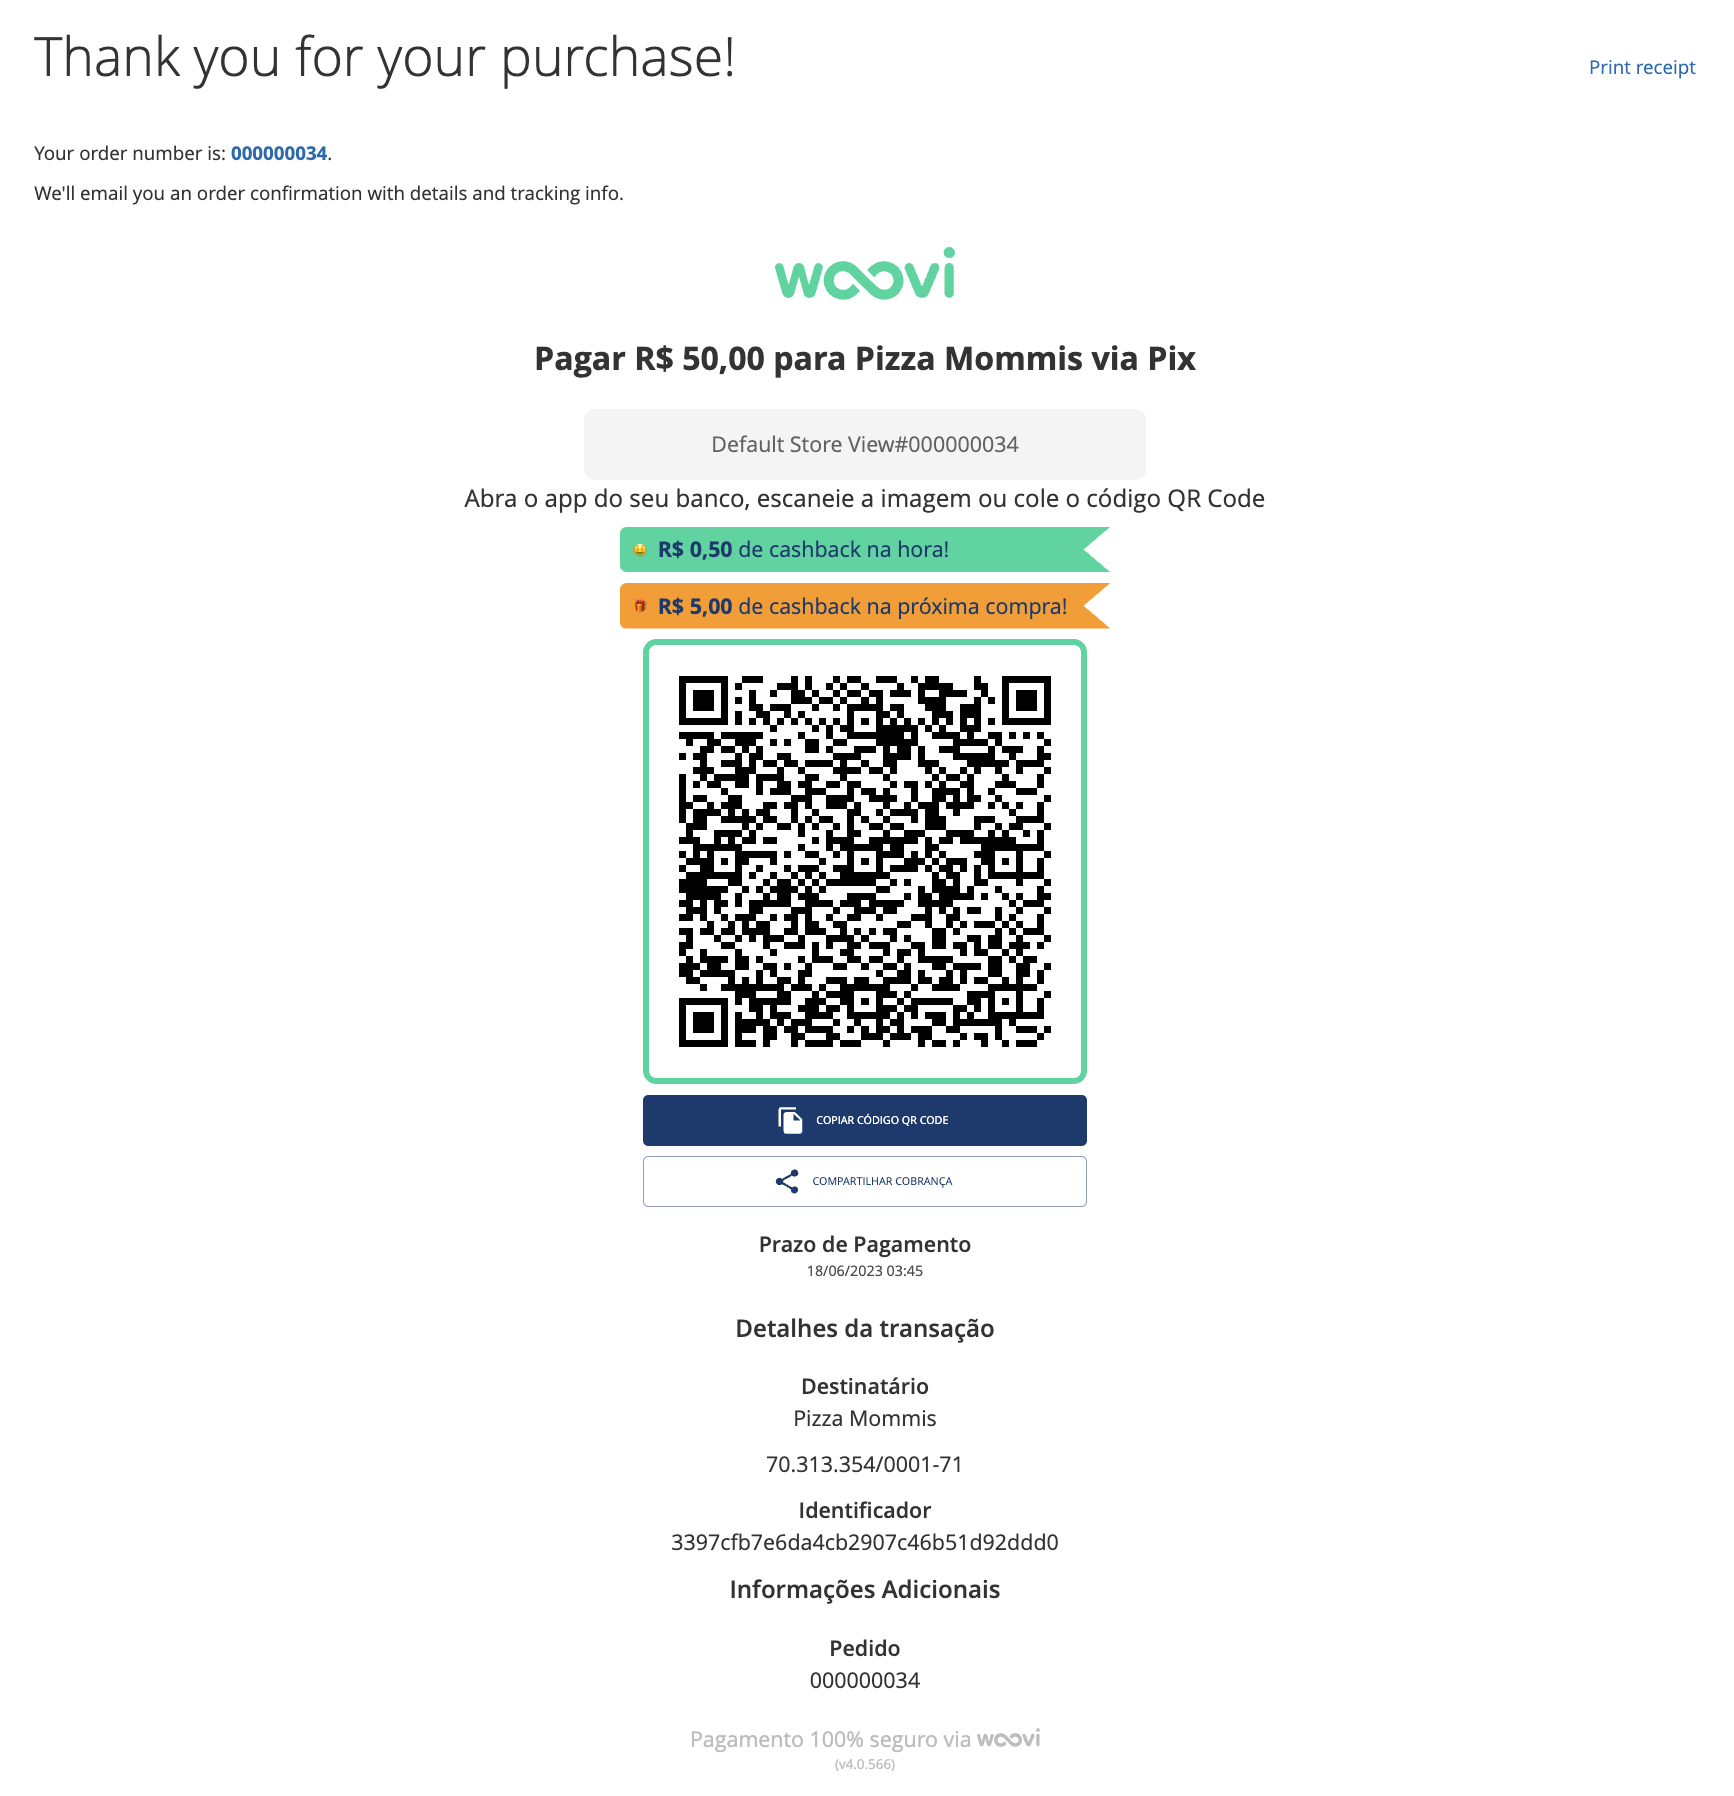 Thank you for your purchase!
Print receipt
Your order number is: 000000034.
We'll email you an order confirmation with details and tracking info.
woovi
Pagar R$ 50,00 para Pizza Mommis via Pix
Default Store View#000000034
Abra o app do seu banco, escaneie a imagem ou cole o código QR Code
R$ 0,50 de cashback na hora!
R$ 5,00 de cashback na próxima compra!
COPIAR CÓDIGO QR CODE
COMPARTILHAR COBRANÇA
Prazo de Pagamento
18/06/2023 03:45
Detalhes da transação
Destinatário
Pizza Mommis
70.313.354/0001-71
Identificador
3397cfb7e6da4cb2907c46b51d92ddd0
Informações Adicionais
Pedido
000000034
Pagamento 100% seguro via woovi
(v4.0.566)